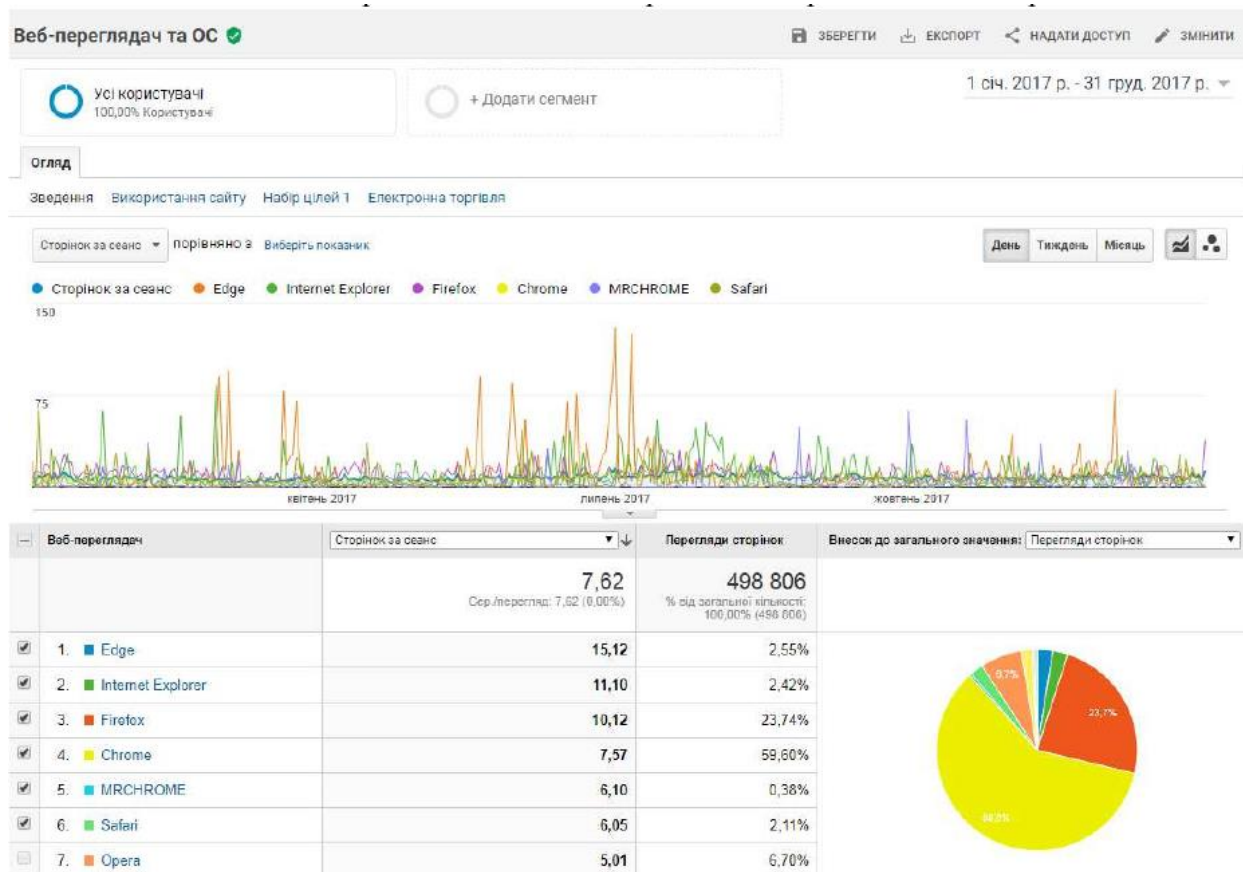 Веб-переглядач та ОС
ЗБЕРЕГТИ ЕКСПОРТ НАДАТИ ДОСТУП ЗМІНИТИ
Усі користувачі
100,00% Користувачі
+ Додати сегмент
1 січ. 2017 р. - 31 груд. 2017 р.
Огляд
Зведення Використання сайту Набір цілей 1 Електронна торгівля
Сторінок за сеанс порівняно з Виберіть показник
День Тиждень Місяць
Сторінок за сеанс Edge Internet Explorer Firefox Chrome MRCHROME Safari
150
75
квітень 2017 липень 2017 жовтень 2017
Веб-переглядач Сторінок за сеанс Перегляди сторінок Внесок до загального значення: Перегляди сторінок
7,62 498 806
Сер./перегляд: 7,62 (0,00%) % від загальної кількості:
100,00% (498 806)
1. Edge 15,12 2,55%
2. Internet Explorer 11,10 2,42%
3. Firefox 10,12 23,74%
4. Chrome 7,57 59,60%
5. MRCHROME 6,10 0,38%
6. Safari 6,05 2,11%
7. Opera 5,01 6,70%
23,7%